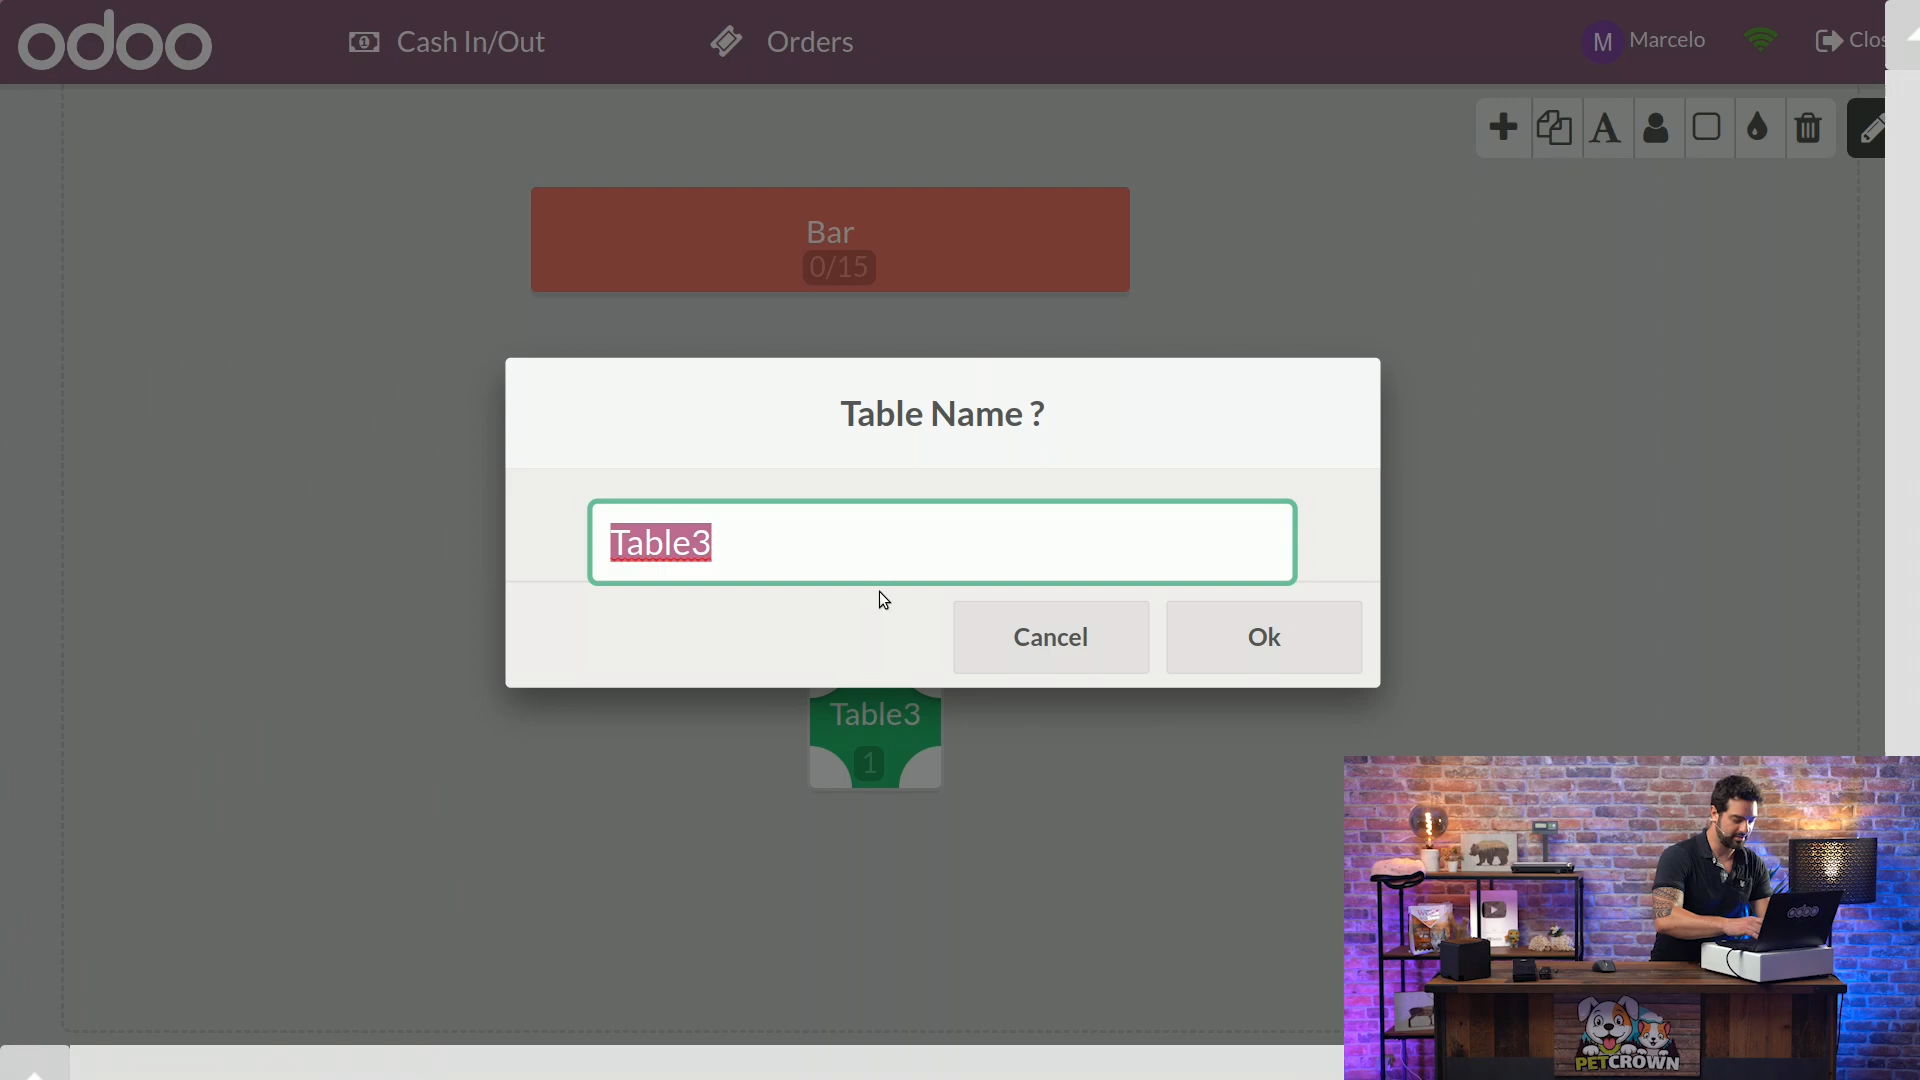 odoo
Cash In/Out
Orders
M
Marcelo
Clos
A
Bar
0/15
Table Name ?
Table3
Cancel
Ok
Table3
1
odoo
PETCROWN